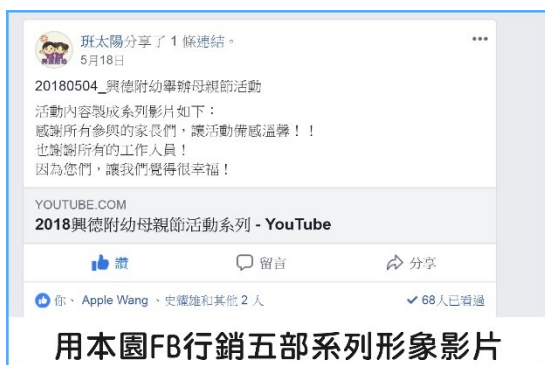 班太陽分享了 1 條連結。
5月18日
20180504_興德附幼舉辦母親節活動
活動內容製成系列影片如下：
感謝所有參與的家長們，讓活動備感溫馨！！
也謝謝所有的工作人員！
因為您們，讓我們覺得很幸福！
YOUTUBE.COM
2018興德附幼母親節活動系列 - YouTube
讚 留言 分享
你、 Apple Wang 、史耀雄和其他 2 人 68人已看過
用本園FB行銷五部系列形象影片